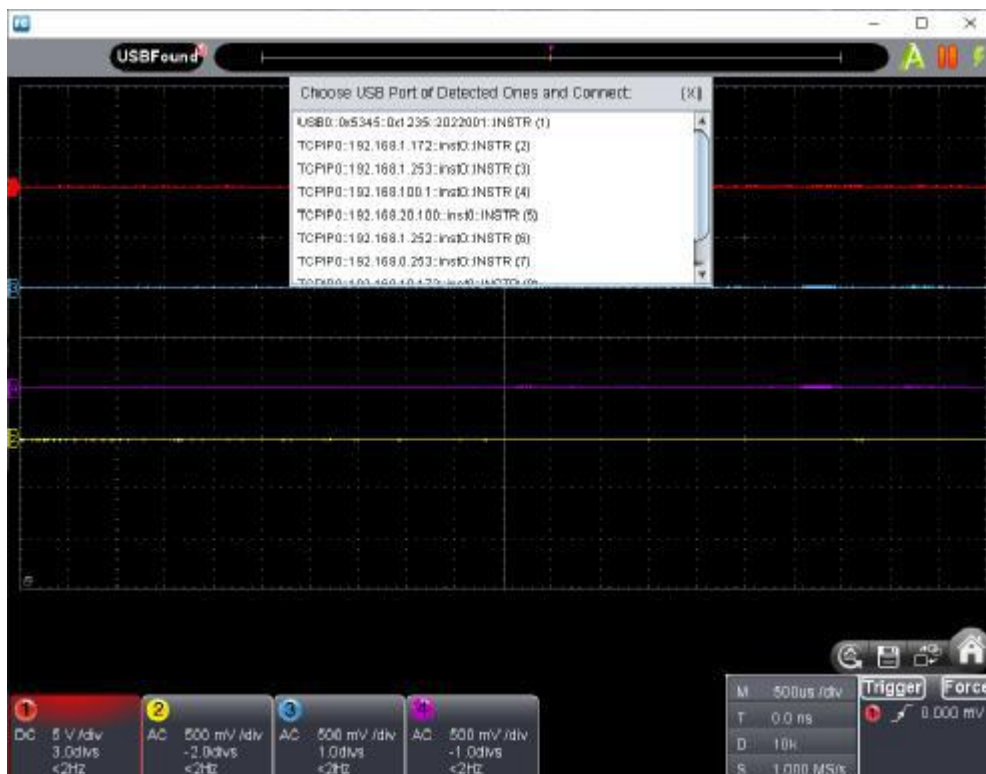 USBFound
Choose USB Port of Detected Ones and Connect: [X]
USB0::0x5345::0x1235::2022001::INSTR (1)
TCPIP0::192.168.1.172::inst0::INSTR (2)
TCPIP0::192.168.1.253::inst0::INSTR (3)
TCPIP0::192.168.100.1::inst0::INSTR (4)
TCPIP0::192.168.20.100::inst0::INSTR (5)
TCPIP0::192.168.1.252::inst0::INSTR (6)
TCPIP0::192.168.0.253::inst0::INSTR (7)
1
DC 5 V /div
3.0divs
<2Hz
2
AC 500 mV /div
-2.0divs
<2Hz
3
AC 500 mV /div
1.0divs
<2Hz
4
AC 500 mV /div
-1.0divs
<2Hz
M 500us /div
T 0.0 ns
D 10k
S 1.000 MS/s
Trigger Force
1 0.000 mV